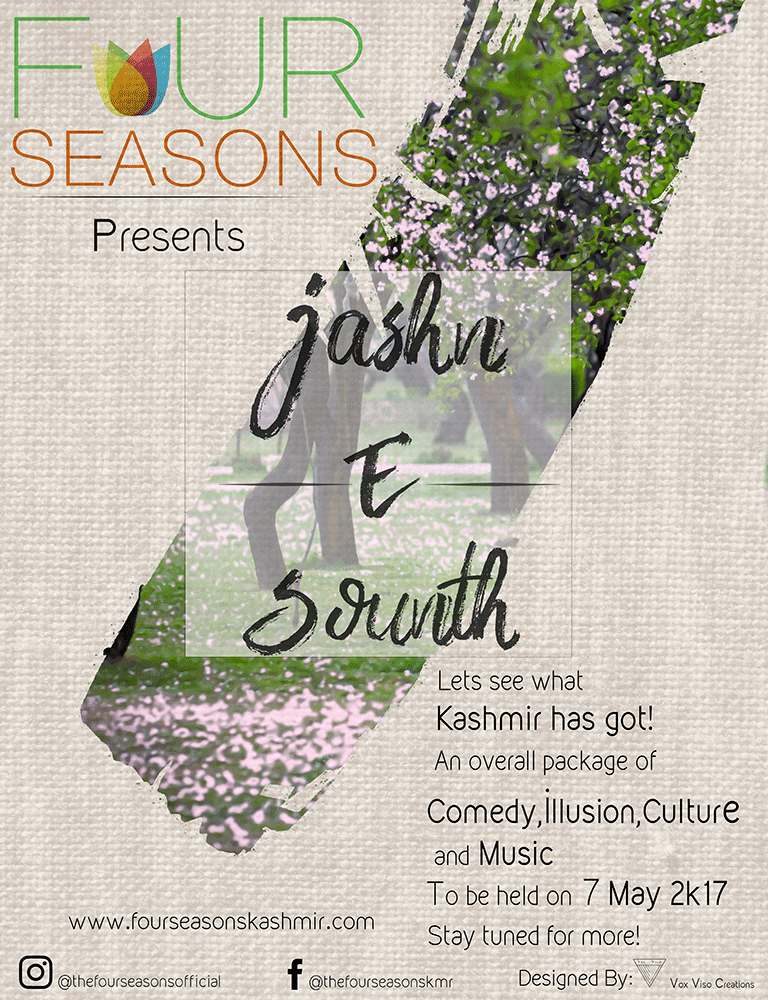 FOUR
SEASONS
Presents
jashn
E
Sounth
Lets see what
Kashmir has got!
An overall package of
Comedy,illusion,Culture
and Music
To be held on 7 May 2k17
Stay tuned for more!
www.fourseasonskashmir.com
@thefourseasonsofficial
@thefourseasonskmr
Designed By: Vox Viso Creations